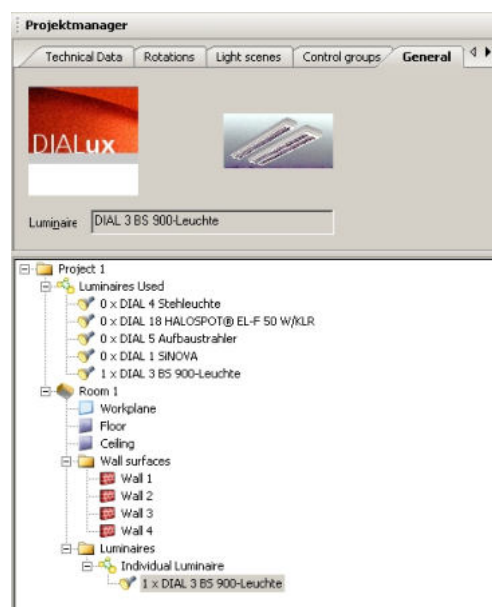 Projektmanager
Technical Data Rotations Light scenes Control groups General
DIALux
Luminaire DIAL 3 BS 900-Leuchte
Project 1
Luminaires Used
0 x DIAL 4 Stehleuchte
0 x DIAL 18 HALOSPOT® EL-F 50 W/KLR
0 x DIAL 5 Aufbaustrahler
0 x DIAL 1 SiNOVA
1 x DIAL 3 BS 900-Leuchte
Room 1
Workplane
Floor
Ceiling
Wall surfaces
Wall 1
Wall 2
Wall 3
Wall 4
Luminaires
Individual Luminaire
1 x DIAL 3 BS 900-Leuchte